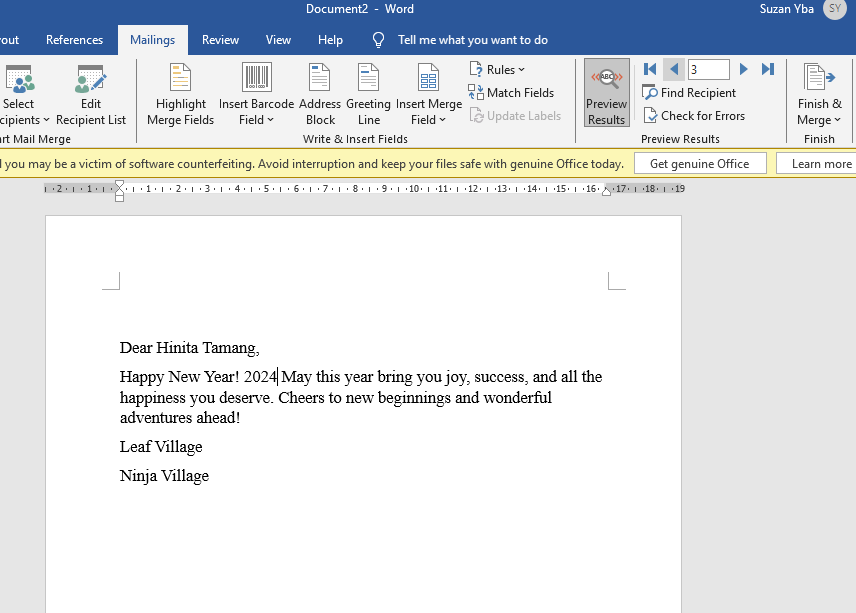 Document2 - Word
Suzan Yba
SY
out References Mailings Review View Help Tell me what you want to do
Select
cipients
Edit
Recipient List
rt Mail Merge
Highlight
Merge Fields
Insert Barcode
Field
Address
Block
Greeting
Line
Insert Merge
Field
Rules
Match Fields
Update Labels
Write & Insert Fields
ABC
Preview
Results
3
Find Recipient
Check for Errors
Preview Results
Finish &
Merge
Finish
you may be a victim of software counterfeiting. Avoid interruption and keep your files safe with genuine Office today. Get genuine Office Learn more
2 1 1 2 3 4 5 6 7 8 9 10 11 12 13 14 15 16 17 18 19
Dear Hinita Tamang,
Happy New Year! 2024 May this year bring you joy, success, and all the
happiness you deserve. Cheers to new beginnings and wonderful
adventures ahead!
Leaf Village
Ninja Village